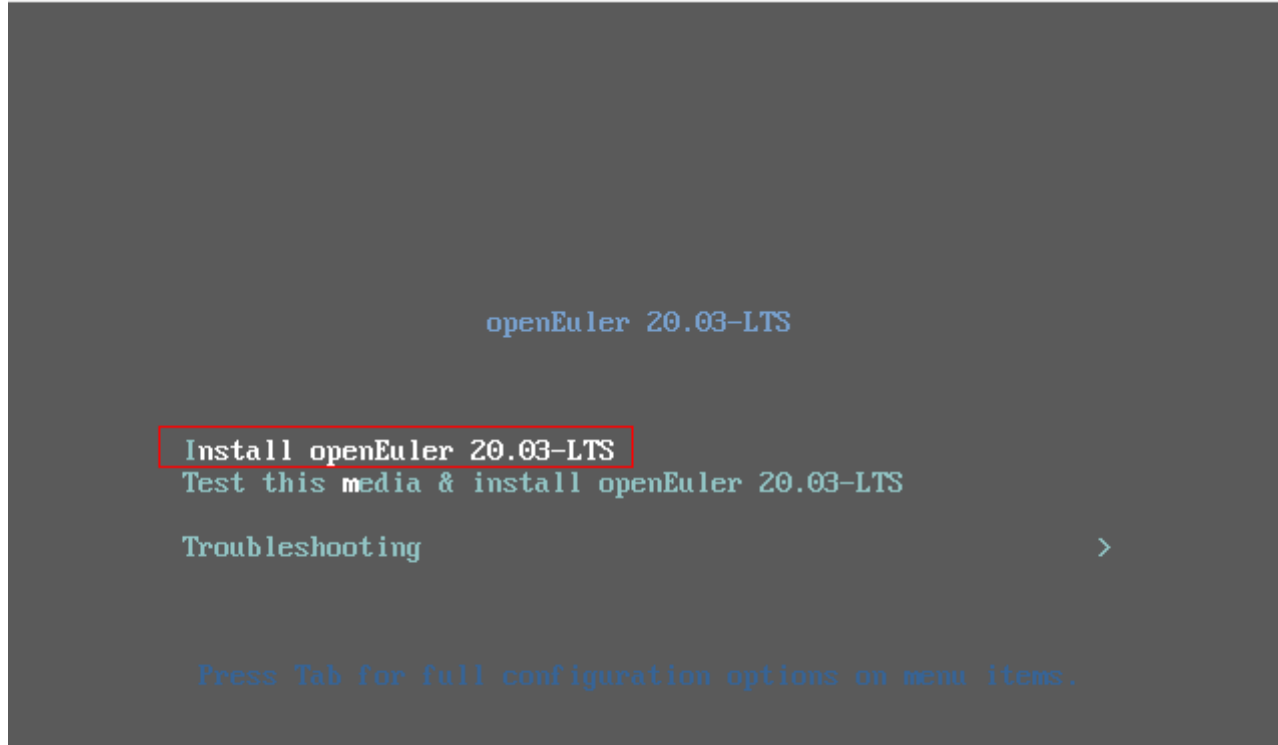 openEuler 20.03-LTS
Install openEuler 20.03-LTS
Test this media & install openEuler 20.03-LTS
Troubleshooting >
Press Tab for full configuration options on menu items.